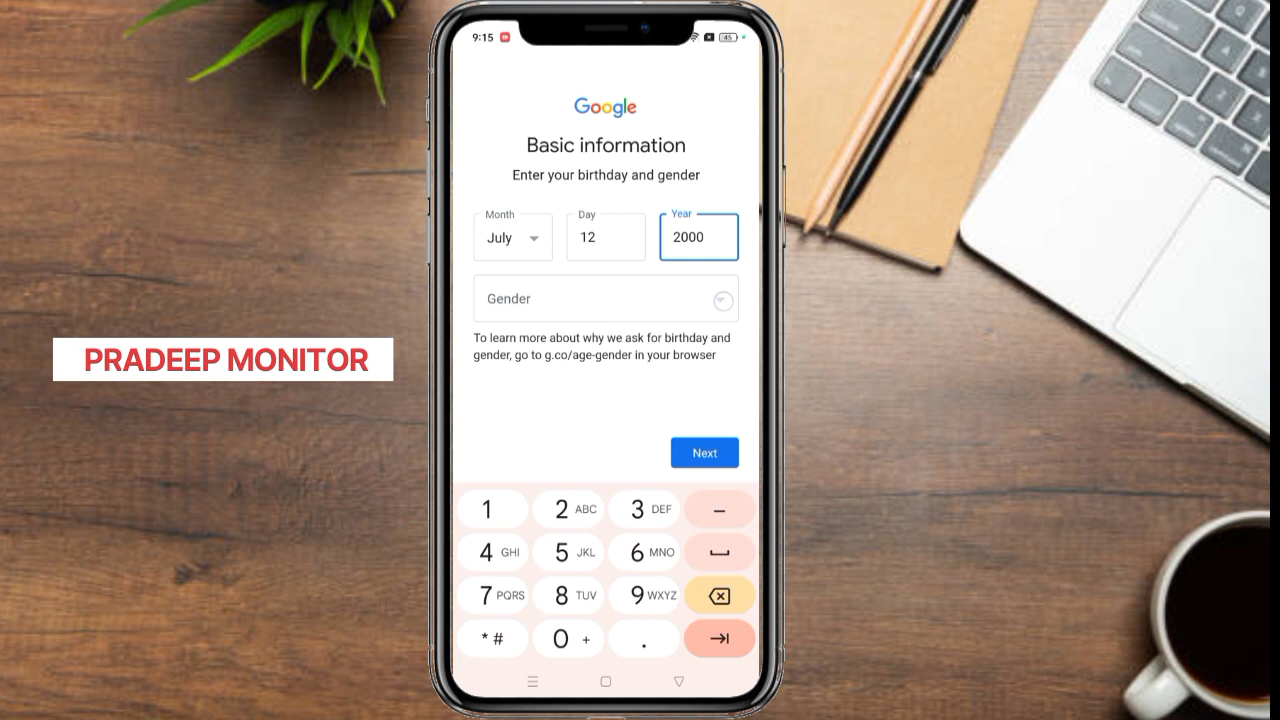 9:15
45
Google
Basic information
Enter your birthday and gender
Month
Day
Year
July
12
2000
Gender
To learn more about why we ask for birthday and
gender, go to g.co/age-gender in your browser
PRADEEP MONITOR
Next
1
2 ABC
3 DEF
–
4 GHI
5 JKL
6 MNO
7 PQRS
8 TUV
9 WXYZ
* #
0 +
.